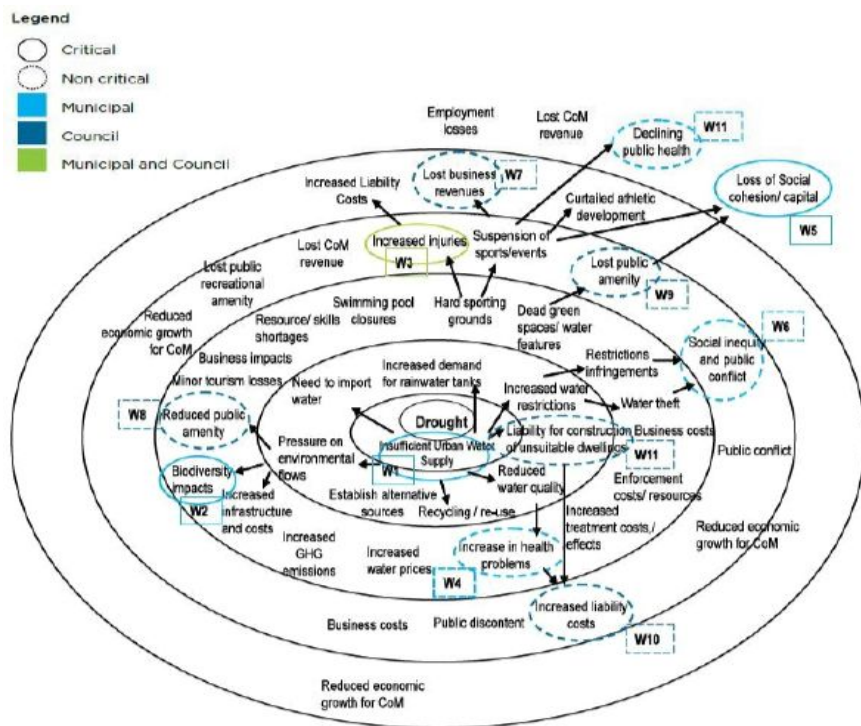 Legend
Critical
Non critical
Municipal
Council
Municipal and Council
Employment
losses
Lost CoM
revenue
Declining
public health
W11
Increased Liability
Costs
Lost business
revenues
W7
Curtailed athletic
development
Loss of Social
cohesion/ capital
W5
Lost CoM
revenue
Increased injuries
W3
Suspension of
sports/events
Lost public
recreational
amenity
Lost public
amenity
W9
Reduced
economic growth
for CoM
Resource/ skills
shortages
Swimming pool
closures
Hard sporting
grounds
Dead green
spaces/ water
features
W6
Social inequity
and public
conflict
Business impacts
Minor tourism losses
Need to import
water
Increased demand
for rainwater tanks
Restrictions
infringements
Increased water
restrictions
Water theft
W8
Reduced public
amenity
Drought
Insufficient Urban Water
Supply
W1
Liability for construction
of unsuitable dwellings
Business costs
W11
Public conflict
Pressure on
environmental
flows
Biodiversity
impacts
W2
Increased
infrastructure
and costs
Establish alternative
sources
Reduced
water quality
Recycling / re-use
Enforcement
costs/ resources
Increased
treatment costs,/
effects
Reduced economic
growth for CoM
Increased
GHG
emissions
Increased
water prices
Increase in health
problems
W4
Increased liability
costs
W10
Business costs
Public discontent
Reduced economic
growth for CoM